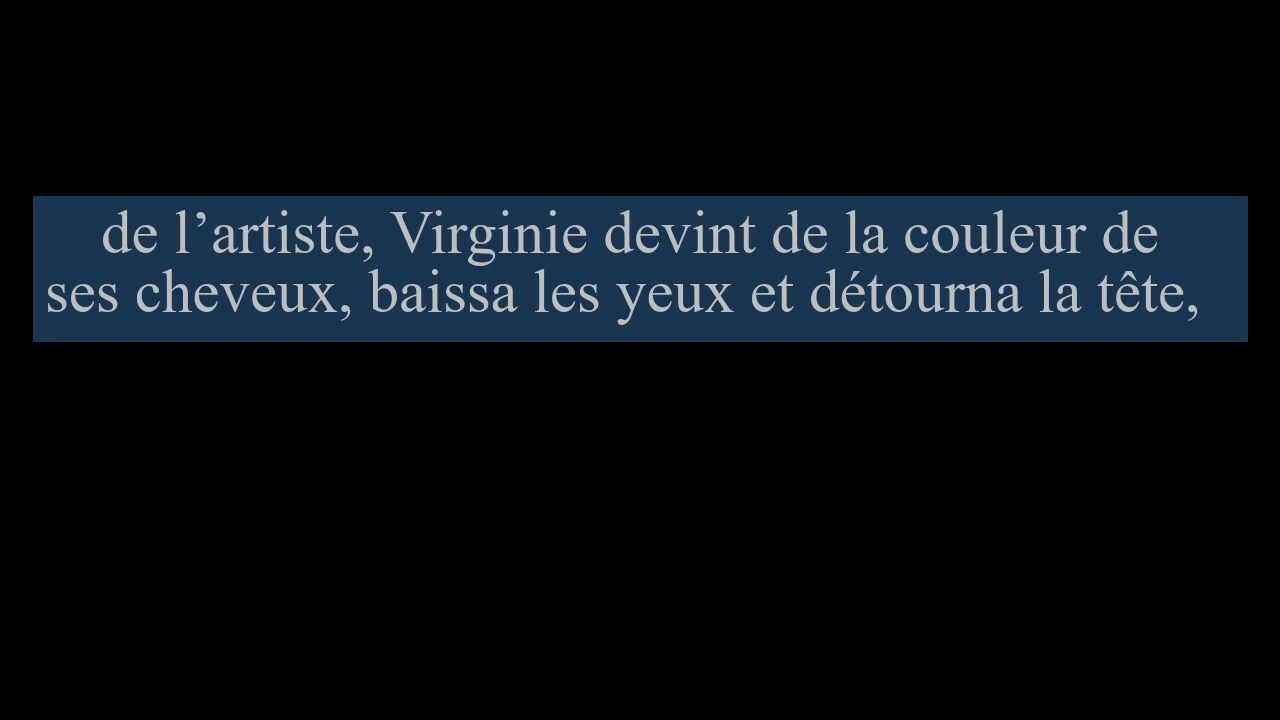 de l’artiste, Virginie devint de la couleur de
ses cheveux, baissa les yeux et détourna la tête,